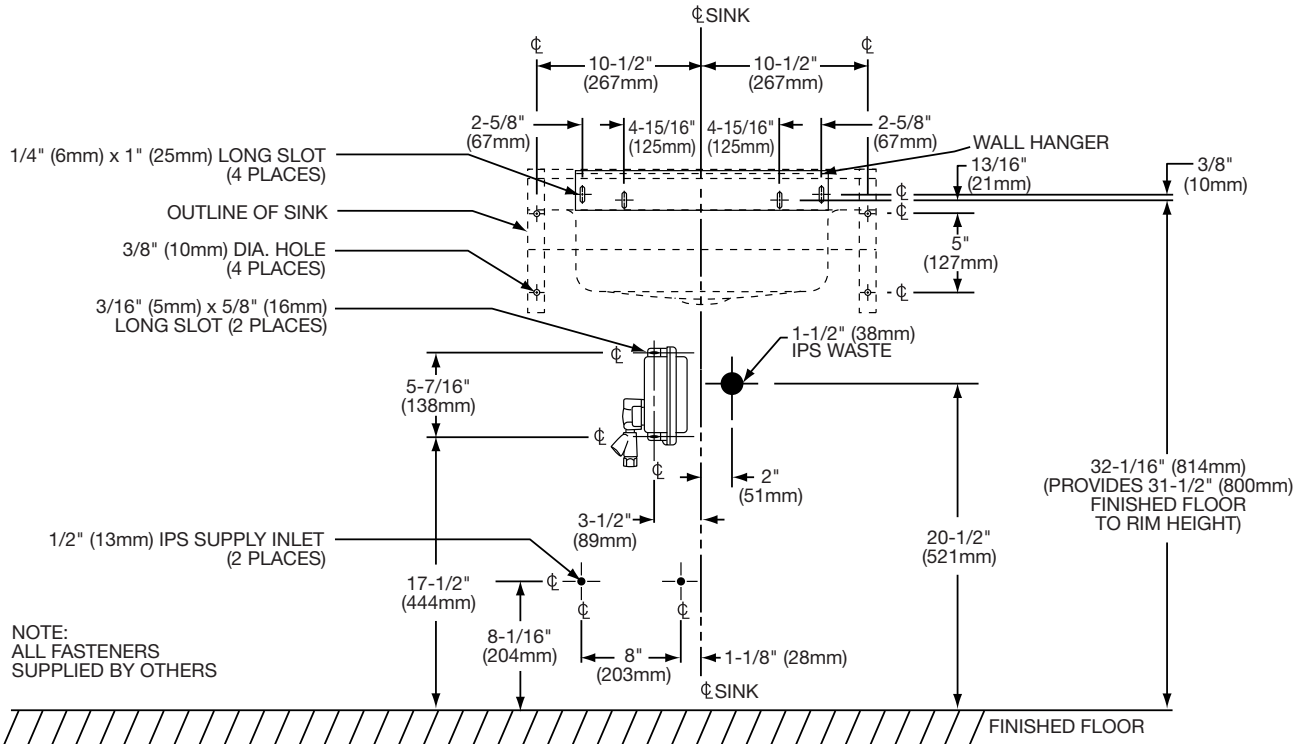 ℄ SINK
℄
℄
10-1/2"
(267mm)
10-1/2"
(267mm)
2-5/8"
(67mm)
4-15/16"
(125mm)
4-15/16"
(125mm)
2-5/8"
(67mm)
WALL HANGER
13/16"
(21mm)
3/8"
(10mm)
1/4" (6mm) x 1" (25mm) LONG SLOT
(4 PLACES)
℄
℄
OUTLINE OF SINK
3/8" (10mm) DIA. HOLE
(4 PLACES)
5"
(127mm)
℄
3/16" (5mm) x 5/8" (16mm)
LONG SLOT (2 PLACES)
1-1/2" (38mm)
IPS WASTE
℄
5-7/16"
(138mm)
℄
℄
2"
(51mm)
32-1/16" (814mm)
(PROVIDES 31-1/2" (800mm)
FINISHED FLOOR
TO RIM HEIGHT)
3-1/2"
(89mm)
20-1/2"
(521mm)
1/2" (13mm) IPS SUPPLY INLET
(2 PLACES)
17-1/2"
(444mm)
℄
℄
℄
8-1/16"
(204mm)
8"
(203mm)
1-1/8" (28mm)
NOTE:
ALL FASTENERS
SUPPLIED BY OTHERS
℄ SINK
FINISHED FLOOR